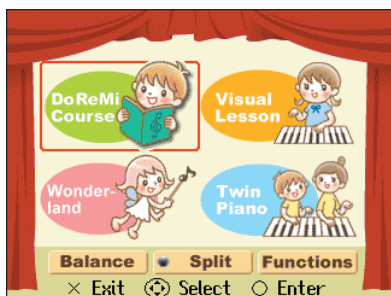 DoReMi
Course
Visual
Lesson
Wonder-
land
Twin
Piano
Balance
Split
Functions
× Exit Select ○ Enter